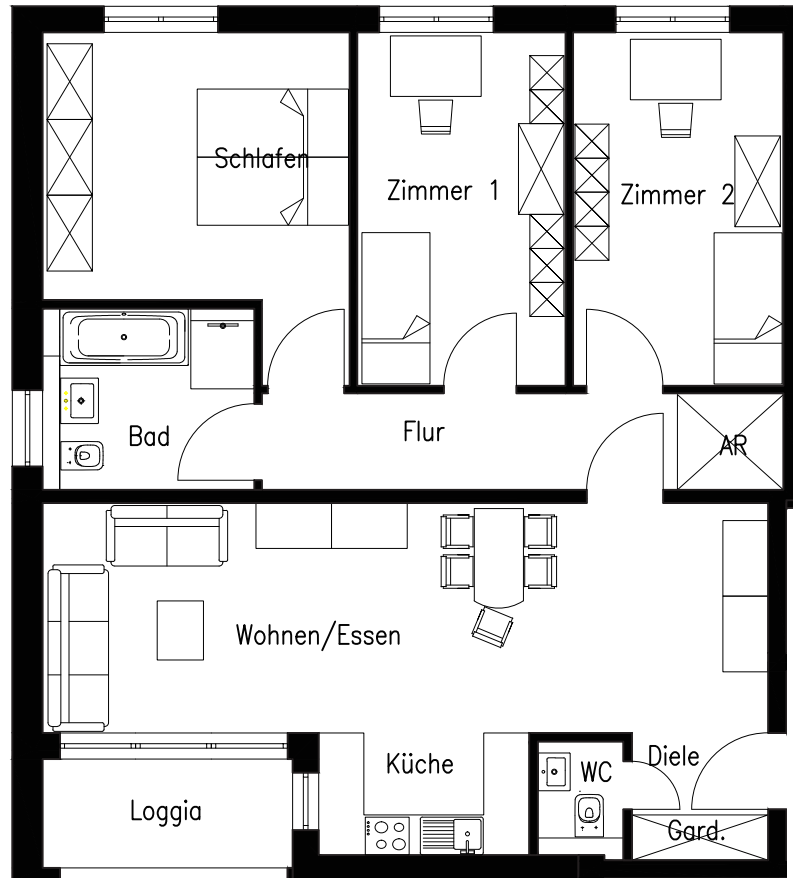 Schlafen
Zimmer 1
Zimmer 2
Bad
Flur
AR
Wohnen/Essen
Küche
WC
Diele
Loggia
Gard.